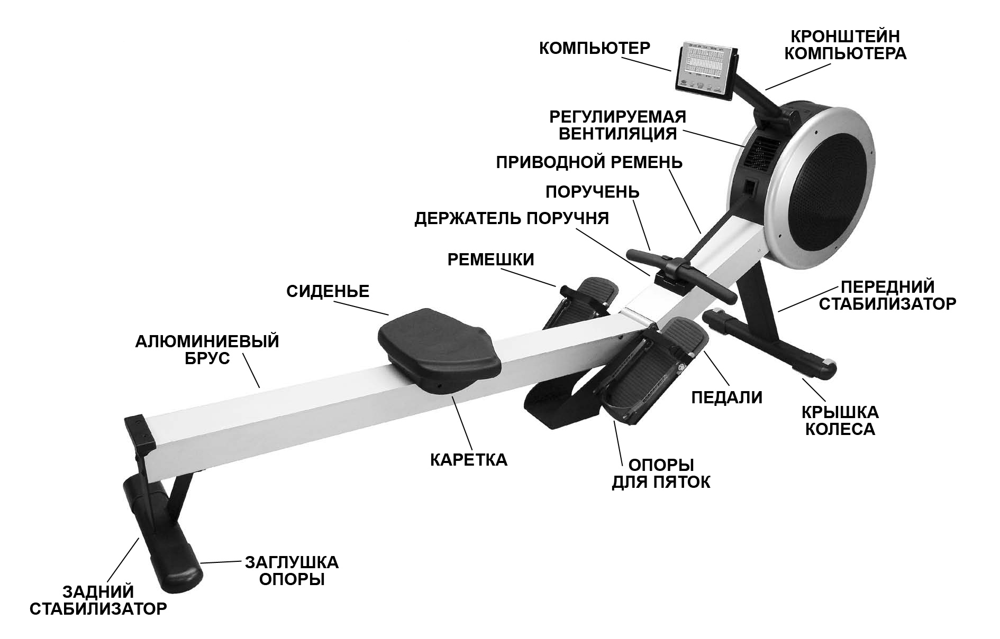 КОМПЬЮТЕР
КРОНШТЕЙН
КОМПЬЮТЕРА
РЕГУЛИРУЕМАЯ
ВЕНТИЛЯЦИЯ
ПРИВОДНОЙ РЕМЕНЬ
ПОРУЧЕНЬ
ДЕРЖАТЕЛЬ ПОРУЧНЯ
РЕМЕШКИ
СИДЕНЬЕ
ПЕРЕДНИЙ
СТАБИЛИЗАТОР
АЛЮМИНИЕВЫЙ
БРУС
ПЕДАЛИ
КРЫШКА
КОЛЕСА
КАРЕТКА
ОПОРЫ
ДЛЯ ПЯТОК
ЗАГЛУШКА
ОПОРЫ
ЗАДНИЙ
СТАБИЛИЗАТОР